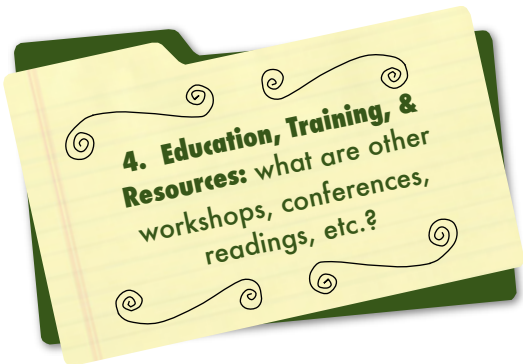 4. Education, Training, &
Resources: what are other
workshops, conferences,
readings, etc.?